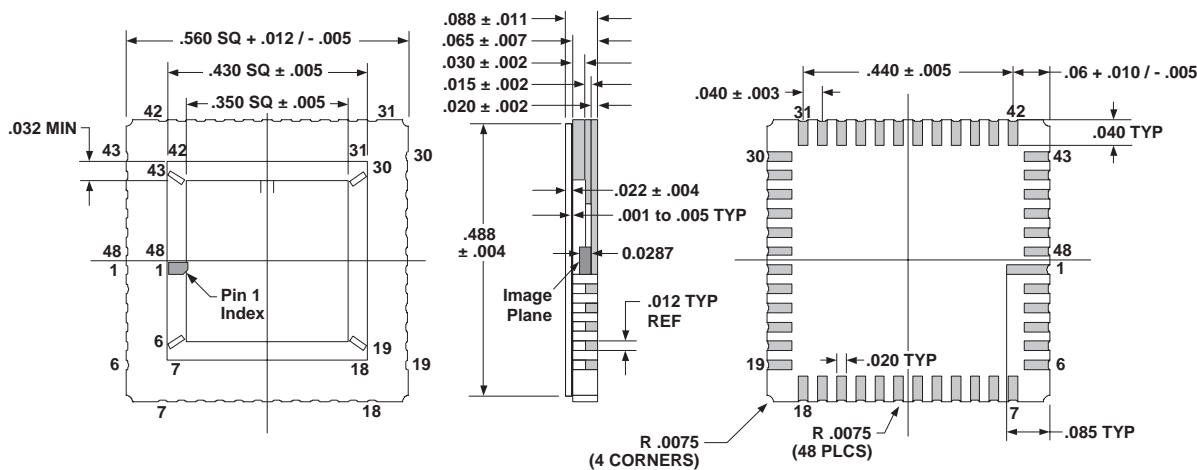 .560 SQ + .012 / - .005
.430 SQ ± .005
.350 SQ ± .005
42
31
.032 MIN
43
42
31
30
43
30
48
48
1
1
Pin 1
Index
6
19
6
7
18
19
7
18
.088 ± .011
.065 ± .007
.030 ± .002
.015 ± .002
.020 ± .002
.022 ± .004
.001 to .005 TYP
.488
± .004
0.0287
Image
Plane
.012 TYP
REF
.440 ± .005
.06 + .010 / - .005
.040 ± .003
31
42
.040 TYP
30
43
48
1
.020 TYP
19
6
18
7
R .0075
(4 CORNERS)
R .0075
(48 PLCS)
.085 TYP